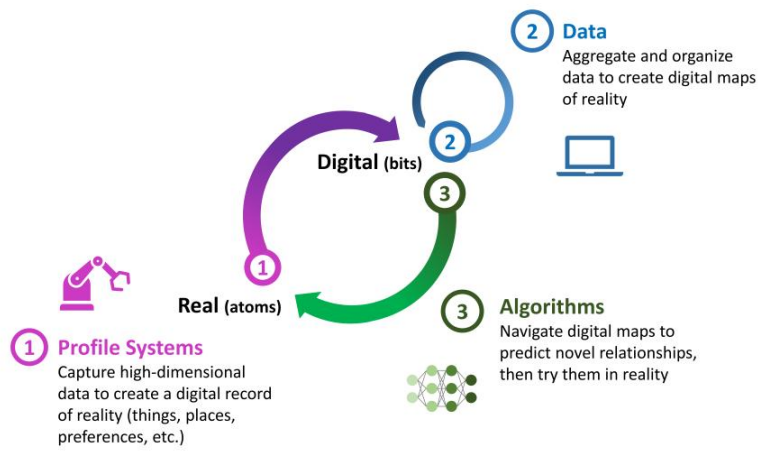 2 Data
Aggregate and organize
data to create digital maps
of reality
2
Digital (bits)
3
1
Real (atoms)
1 Profile Systems
Capture high-dimensional
data to create a digital record
of reality (things, places,
preferences, etc.)
3 Algorithms
Navigate digital maps to
predict novel relationships,
then try them in reality